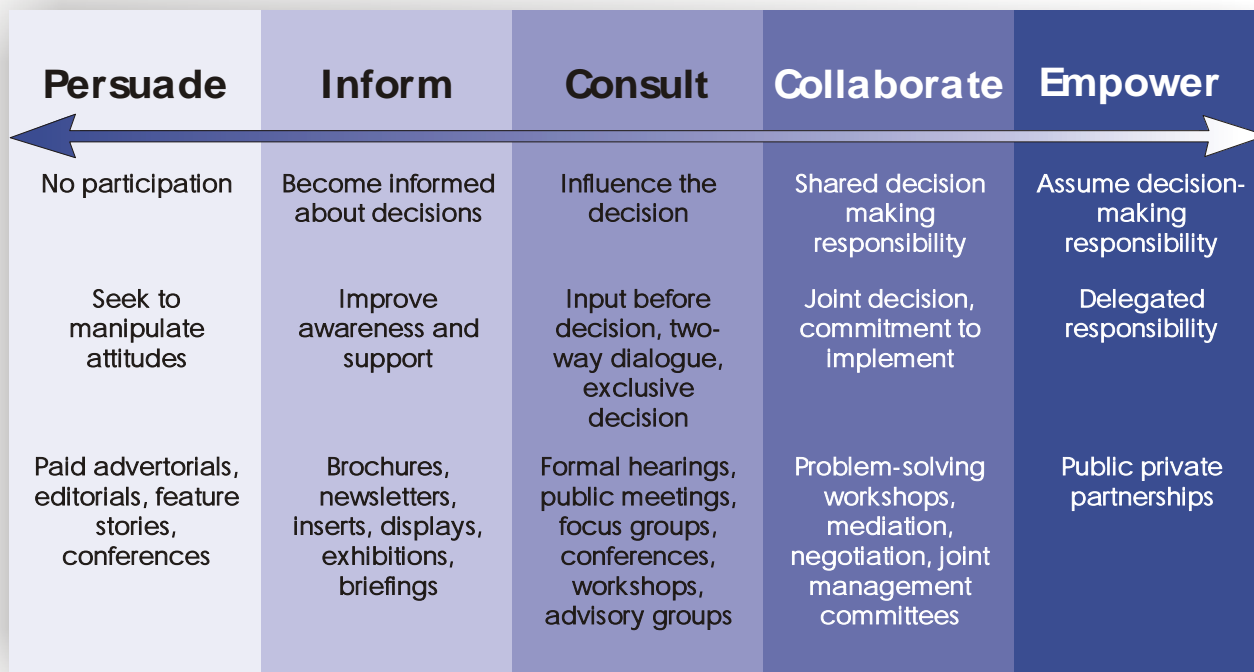 Persuade
No participation
Seek to
manipulate
attitudes
Paid advertorials,
editorials, feature
stories,
conferences
Inform
Become informed
about decisions
Improve
awareness and
support
Brochures,
newsletters,
inserts, displays,
exhibitions,
briefings
Consult
Influence the
decision
Input before
decision, two-
way dialogue,
exclusive
decision
Formal hearings,
public meetings,
focus groups,
conferences,
workshops,
advisory groups
Collaborate
Shared decision
making
responsibility
Joint decision,
commitment to
implement
Problem-solving
workshops,
mediation,
negotiation, joint
management
committees
Empower
Assume decision-
making
responsibility
Delegated
responsibility
Public private
partnerships